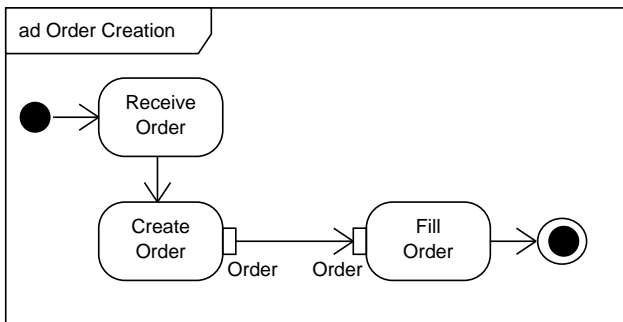 ad Order Creation
Receive
Order
Create
Order
Order
Order
Fill
Order